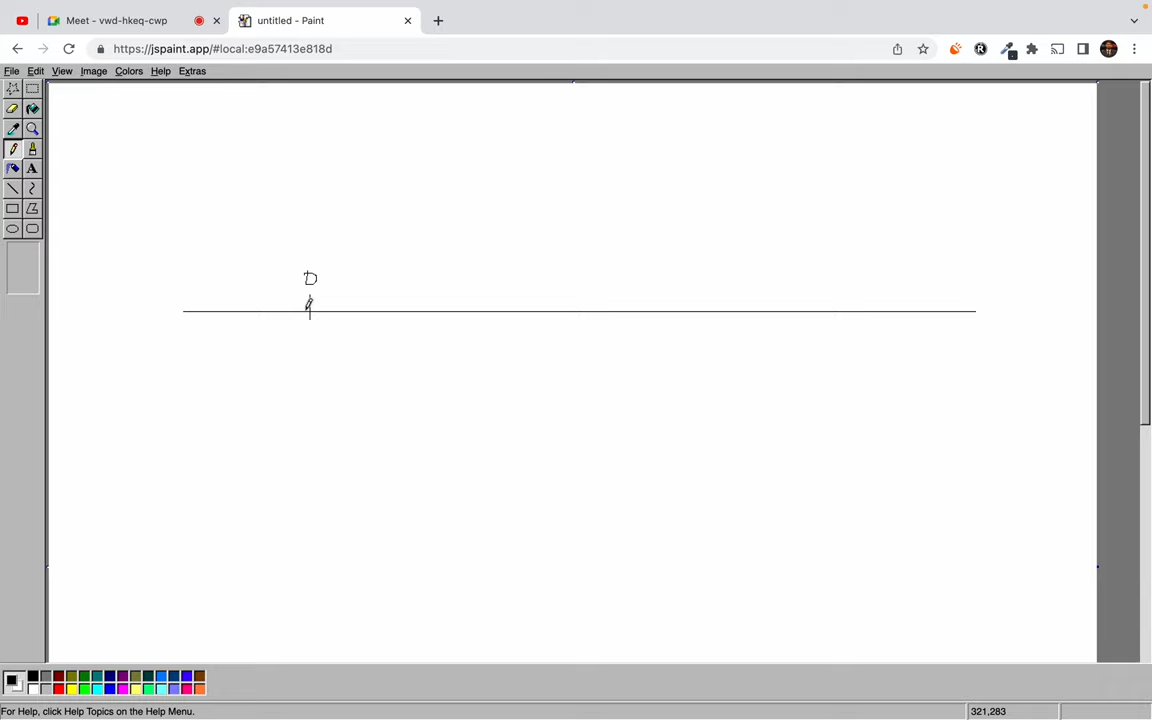 Meet - vwd-hkeq-cwp
untitled - Paint
https://jspaint.app/#local:e9a57413e818d
File Edit View Image Colors Help Extras
A
D
For Help, click Help Topics on the Help Menu.
321,283